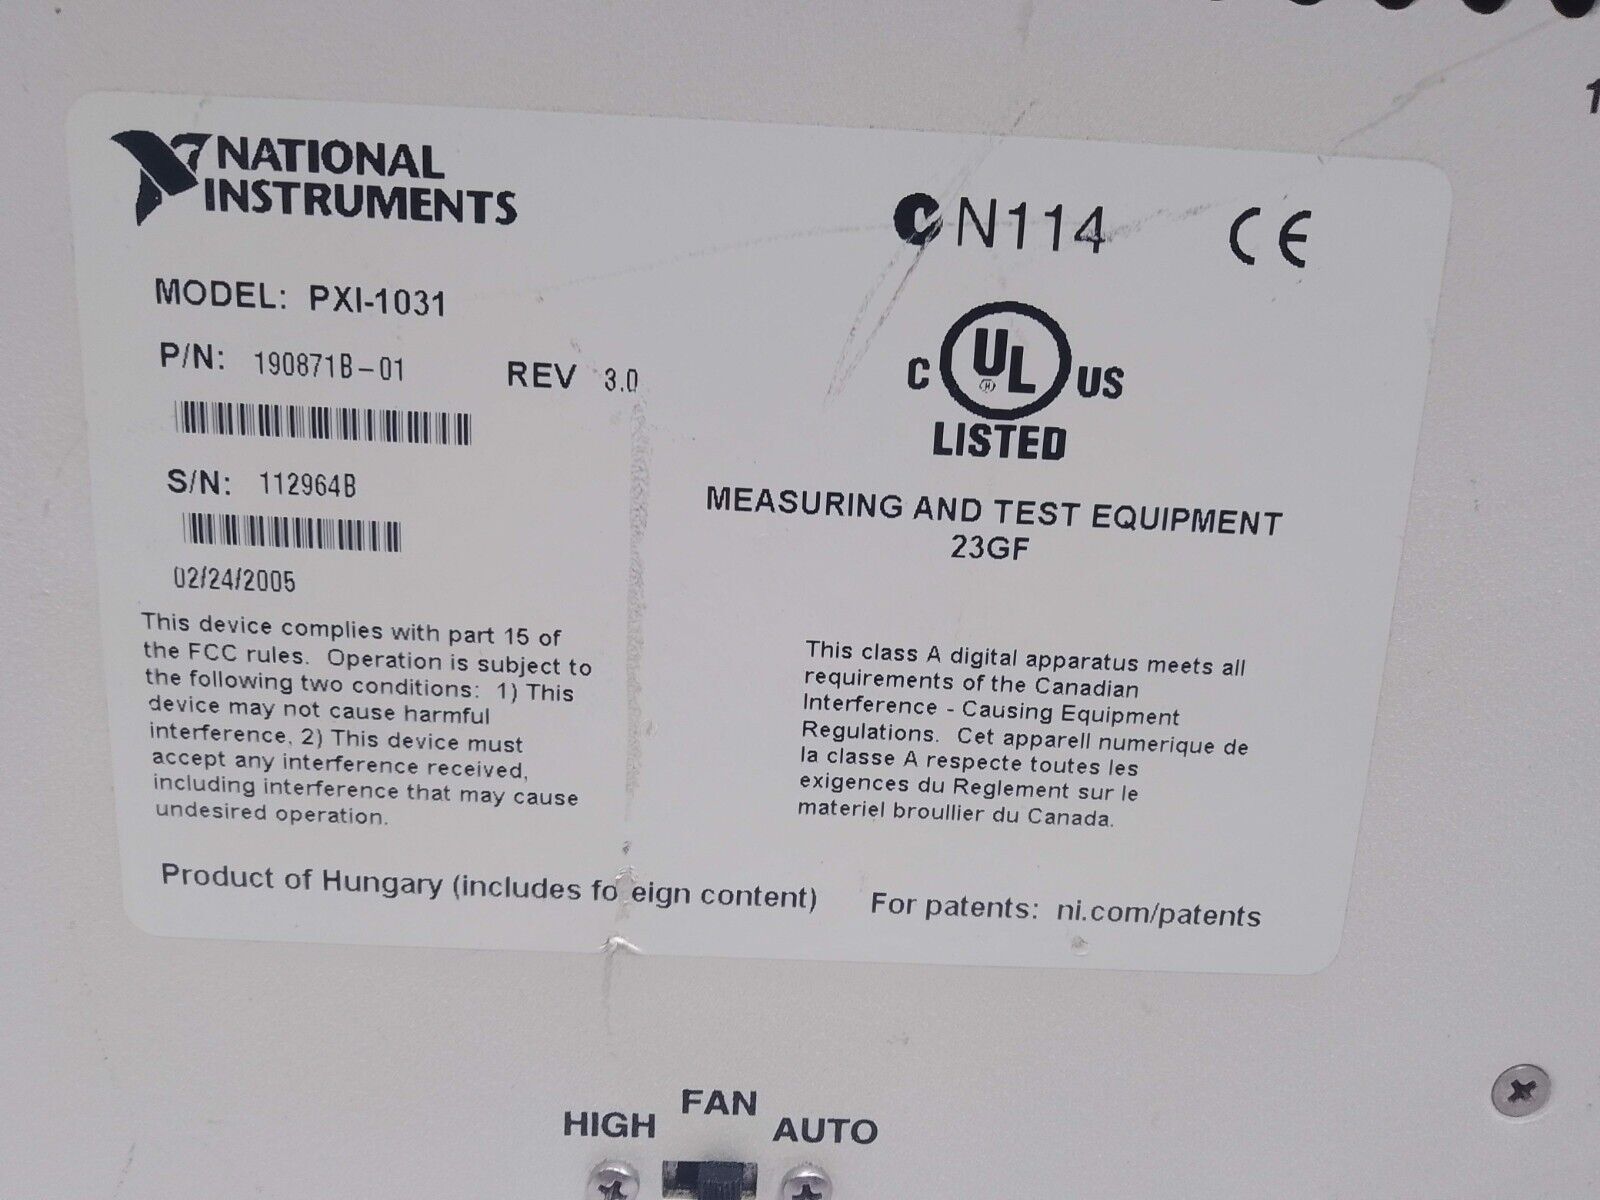 NATIONAL
INSTRUMENTS
MODEL: PXI-1031
P/N: 190871B-01 REV 3.0
S/N: 112964B
02/24/2005
This device complies with part 15 of
the FCC rules. Operation is subject to
the following two conditions: 1) This
device may not cause harmful
interference, 2) This device must
accept any interference received,
including interference that may cause
undesired operation.
N114 CE
C UL US
LISTED
MEASURING AND TEST EQUIPMENT
23GF
This class A digital apparatus meets all
requirements of the Canadian
Interference - Causing Equipment
Regulations. Cet apparell numerique de
la classe A respecte toutes les
exigences du Reglement sur le
materiel broullier du Canada.
Product of Hungary (includes fo eign content)
For patents: ni.com/patents
FAN
HIGH AUTO